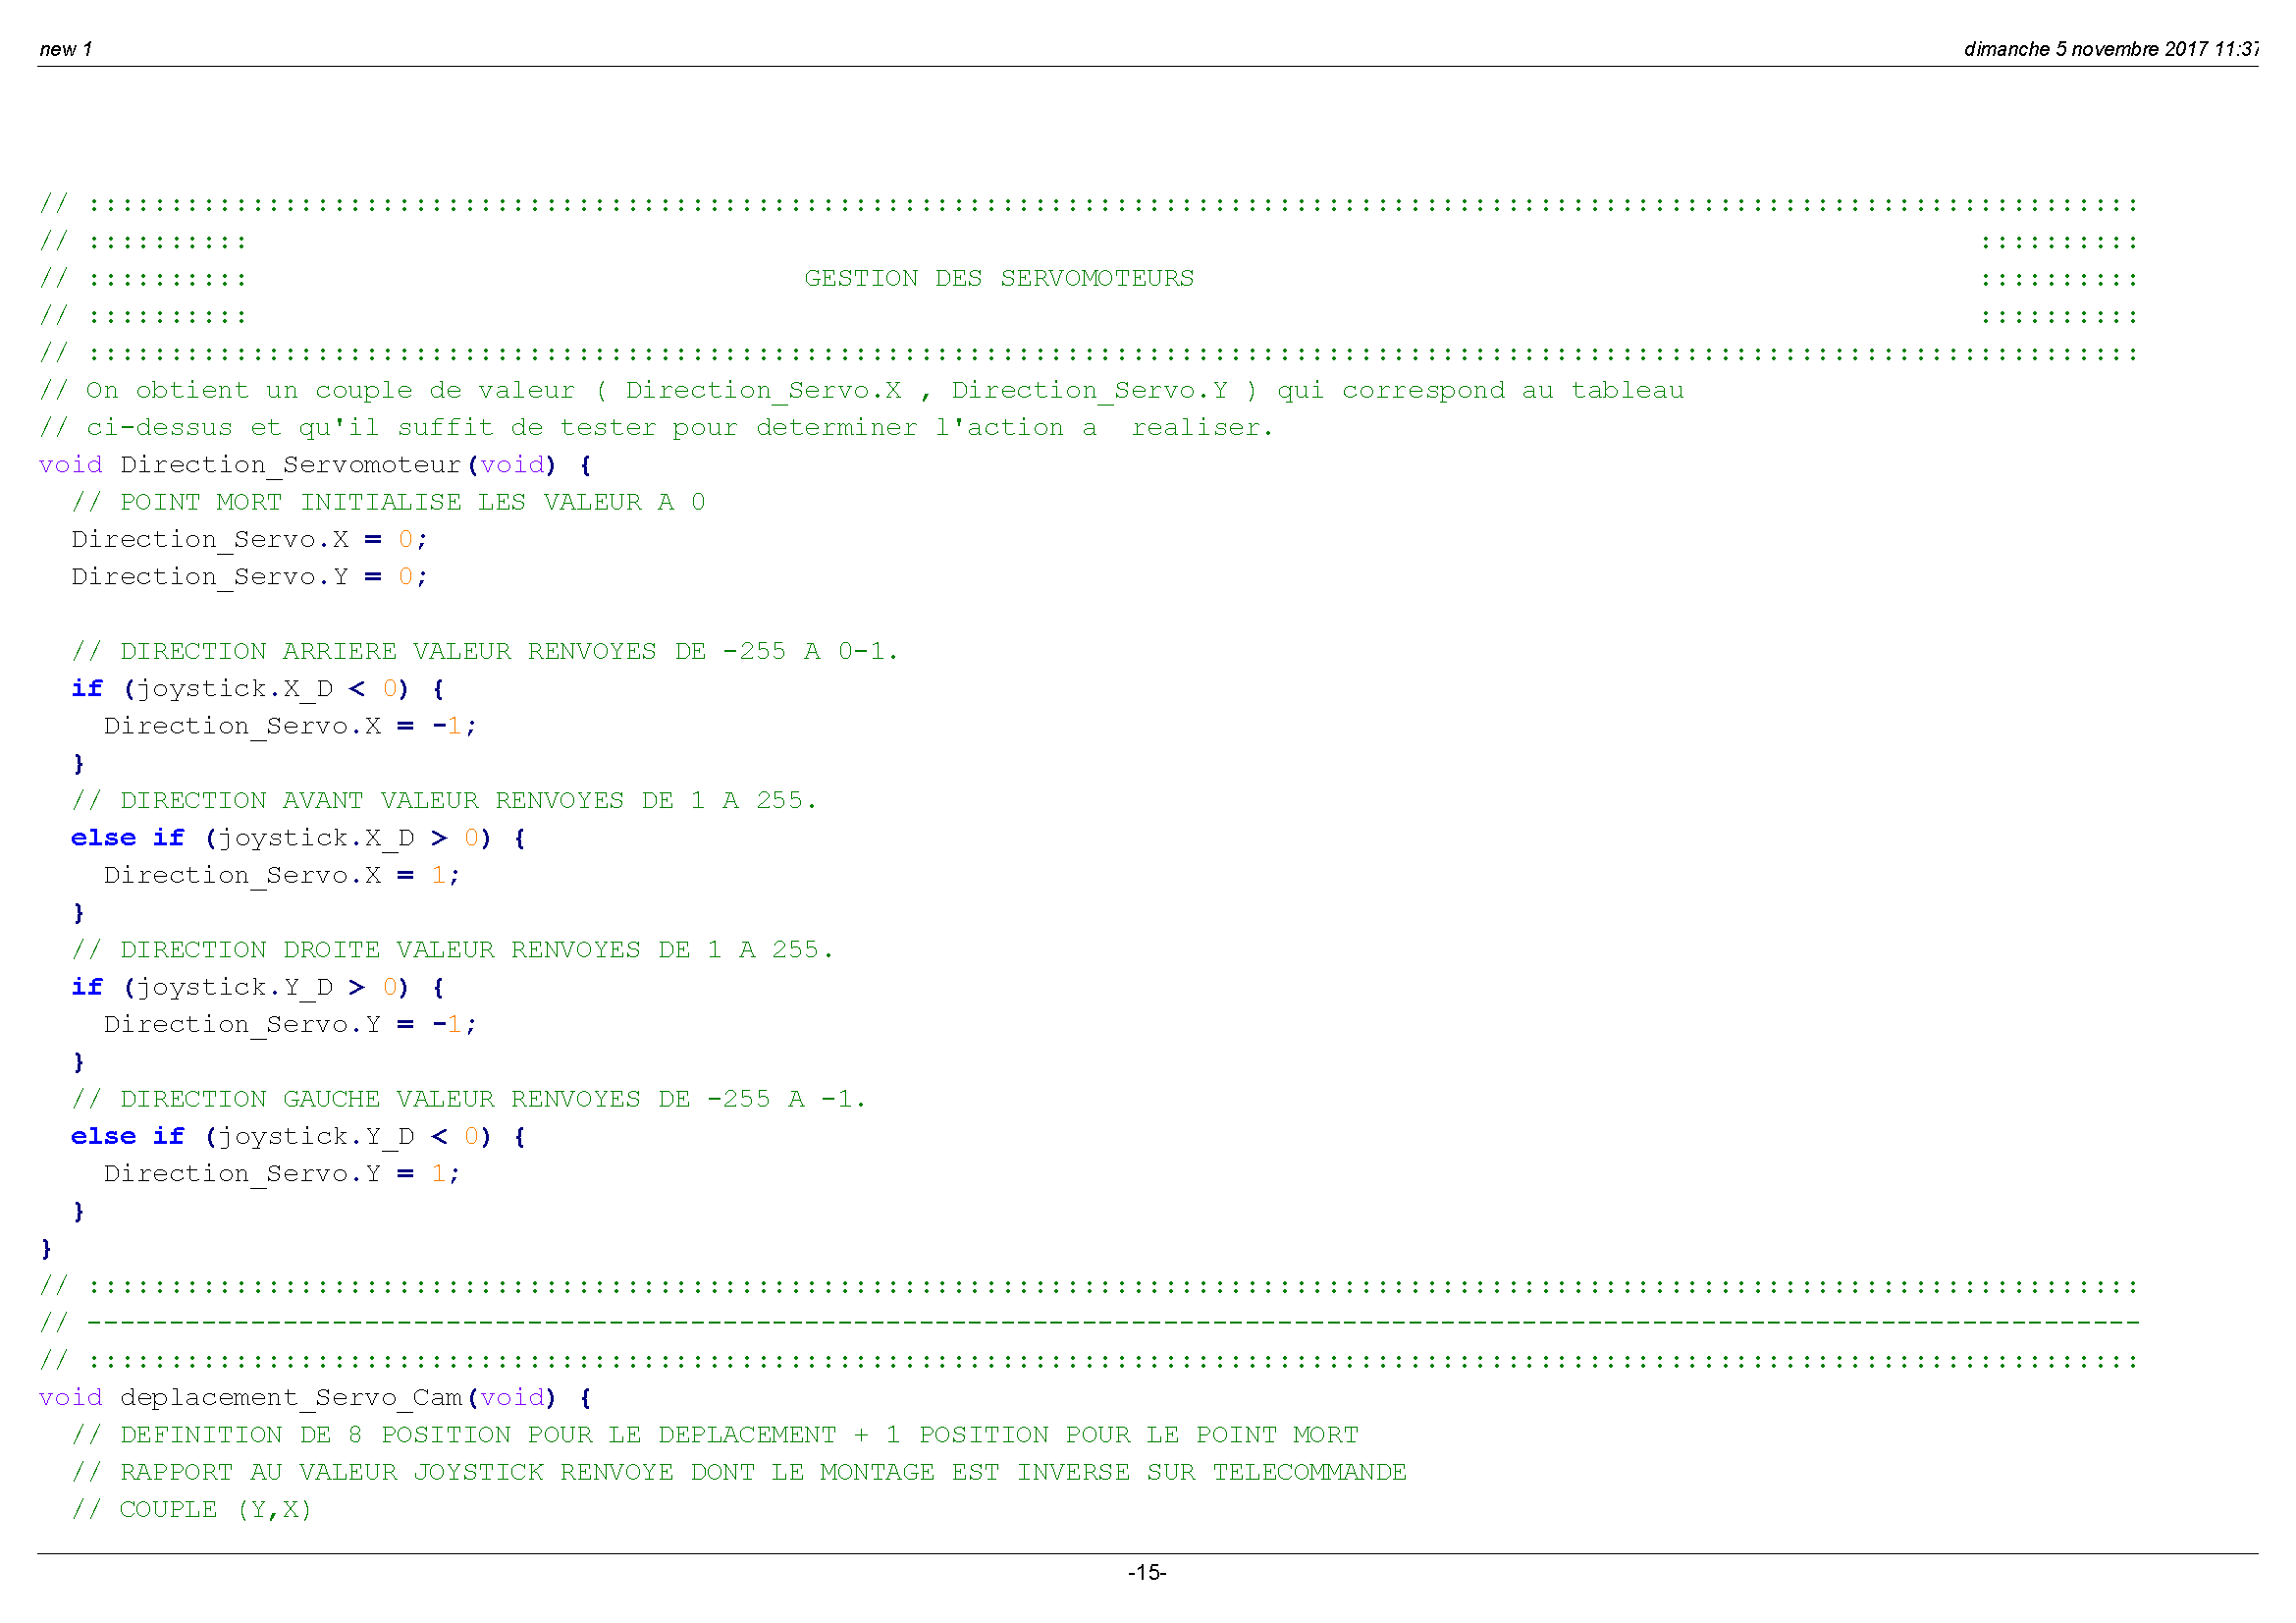 new 1
dimanche 5 novembre 2017 11:37
// ::::::::::::::::::::::::::::::::::::::::::::::::::::::::::::::::::::::::::::::::::::::::::::::::::::::::::::::::::::::::::::::
// :::::::::: ::::::::::
// :::::::::: GESTION DES SERVOMOTEURS ::::::::::
// :::::::::: ::::::::::
// ::::::::::::::::::::::::::::::::::::::::::::::::::::::::::::::::::::::::::::::::::::::::::::::::::::::::::::::::::::::::::::::
// On obtient un couple de valeur ( Direction_Servo.X , Direction_Servo.Y ) qui correspond au tableau
// ci-dessus et qu'il suffit de tester pour determiner l'action a  realiser.
void Direction_Servomoteur(void) {
  // POINT MORT INITIALISE LES VALEUR A 0
  Direction_Servo.X = 0;
  Direction_Servo.Y = 0;
  // DIRECTION ARRIERE VALEUR RENVOYES DE -255 A 0-1.
  if (joystick.X_D < 0) {
    Direction_Servo.X = -1;
  }
  // DIRECTION AVANT VALEUR RENVOYES DE 1 A 255.
  else if (joystick.X_D > 0) {
    Direction_Servo.X = 1;
  }
  // DIRECTION DROITE VALEUR RENVOYES DE 1 A 255.
  if (joystick.Y_D > 0) {
    Direction_Servo.Y = -1;
  }
  // DIRECTION GAUCHE VALEUR RENVOYES DE -255 A -1.
  else if (joystick.Y_D < 0) {
    Direction_Servo.Y = 1;
  }
}
// ::::::::::::::::::::::::::::::::::::::::::::::::::::::::::::::::::::::::::::::::::::::::::::::::::::::::::::::::::::::::::::::
// ------------------------------------------------------------------------------------------------------------------------------
// ::::::::::::::::::::::::::::::::::::::::::::::::::::::::::::::::::::::::::::::::::::::::::::::::::::::::::::::::::::::::::::::
void deplacement_Servo_Cam(void) {
  // DEFINITION DE 8 POSITION POUR LE DEPLACEMENT + 1 POSITION POUR LE POINT MORT
  // RAPPORT AU VALEUR JOYSTICK RENVOYE DONT LE MONTAGE EST INVERSE SUR TELECOMMANDE
  // COUPLE (Y,X)
-15-